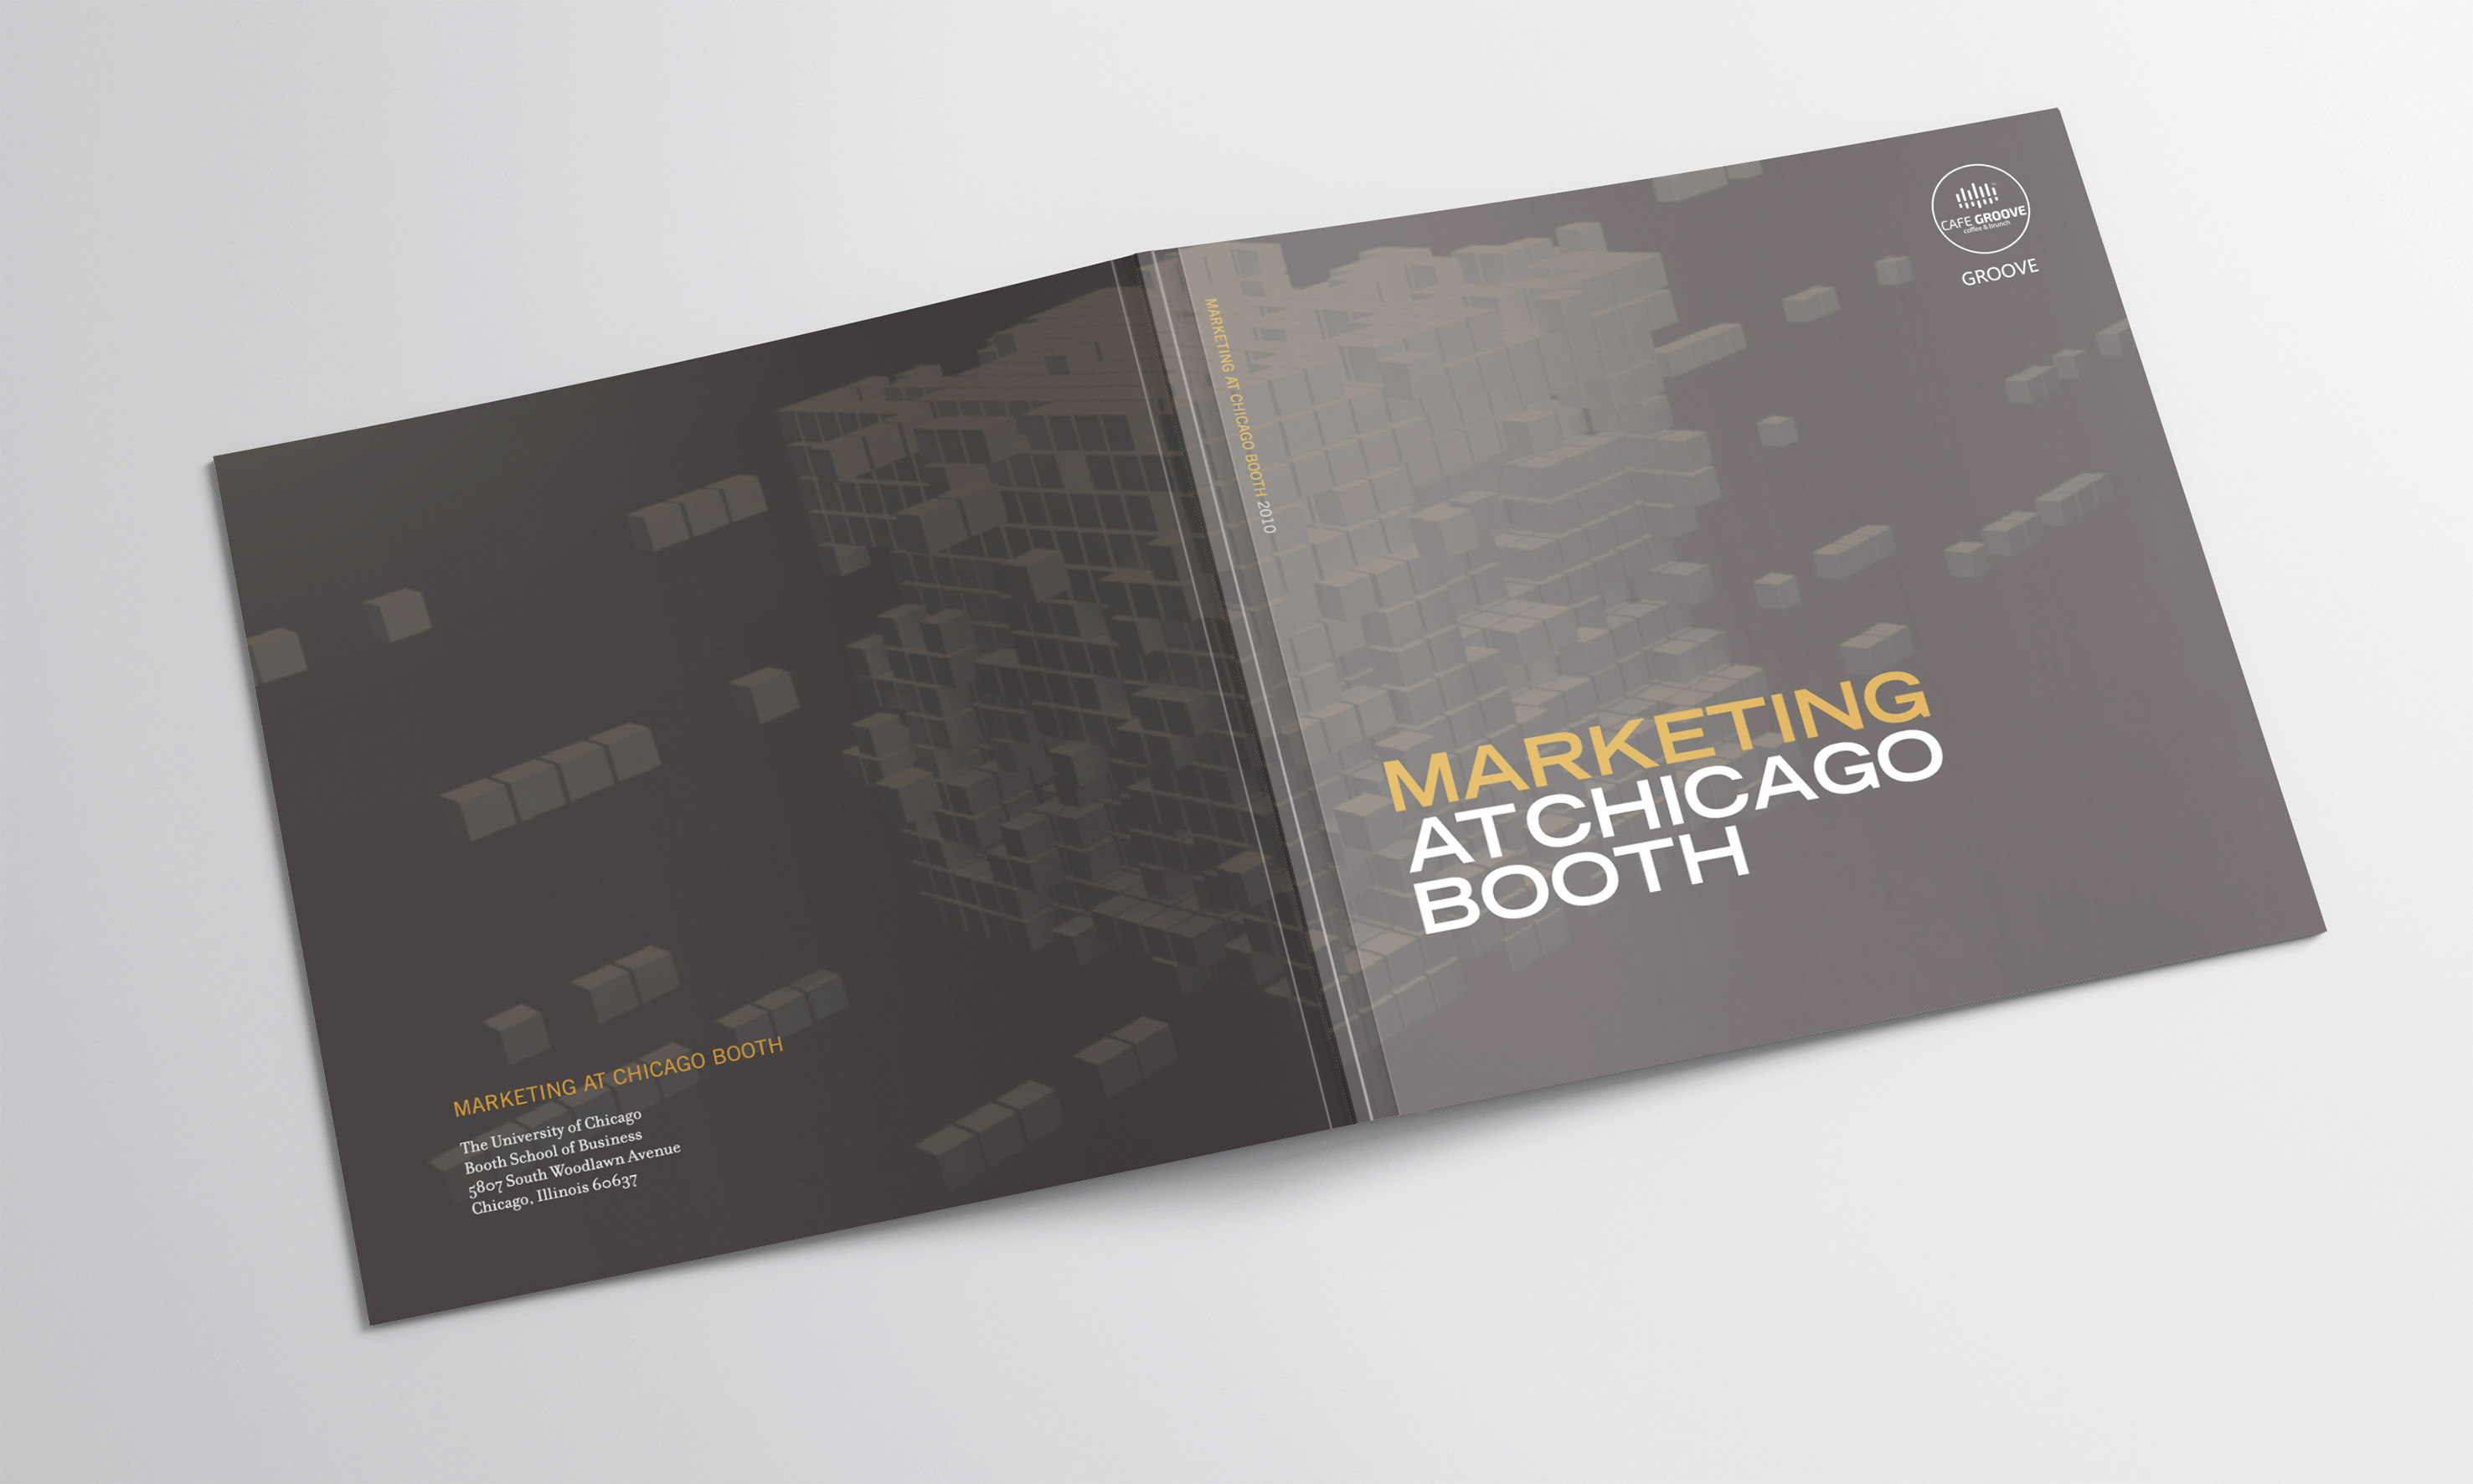 MARKETING AT CHICAGO BOOTH
The University of Chicago
Booth School of Business
5807 South Woodlawn Avenue
Chicago, Illinois 60637
MARKETING AT CHICAGO BOOTH 2010
CAFE GROOVE
coffee & brunch
GROOVE
MARKETING
AT CHICAGO
BOOTH